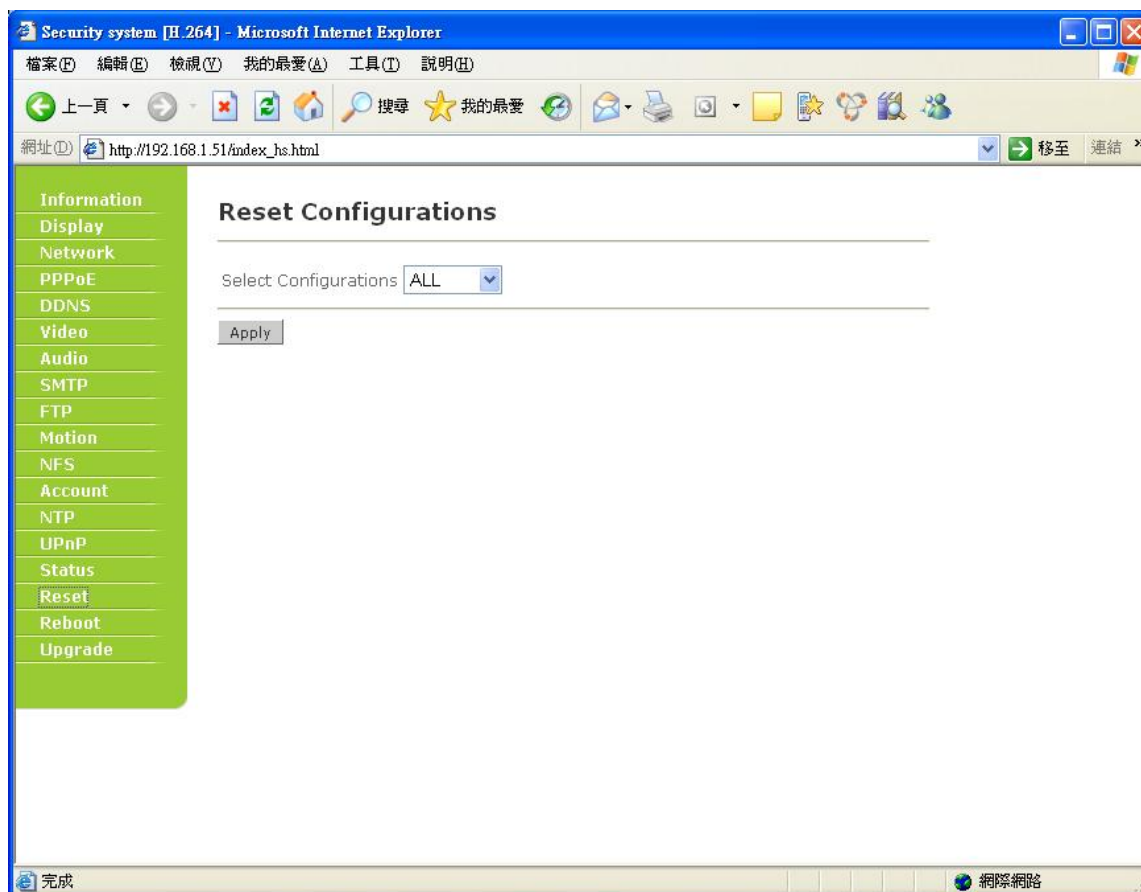 Security system [H.264] - Microsoft Internet Explorer
檔案(F) 編輯(E) 檢視(V) 我的最愛(A) 工具(T) 說明(H)
上一頁 搜尋 我的最愛
網址(D) http://192.168.1.51/index_hs.html 移至 連結 »
Information
Display
Network
PPPoE
DDNS
Video
Audio
SMTP
FTP
Motion
NFS
Account
NTP
UPnP
Status
Reset
Reboot
Upgrade
Reset Configurations
Select Configurations ALL
Apply
完成 網際網路